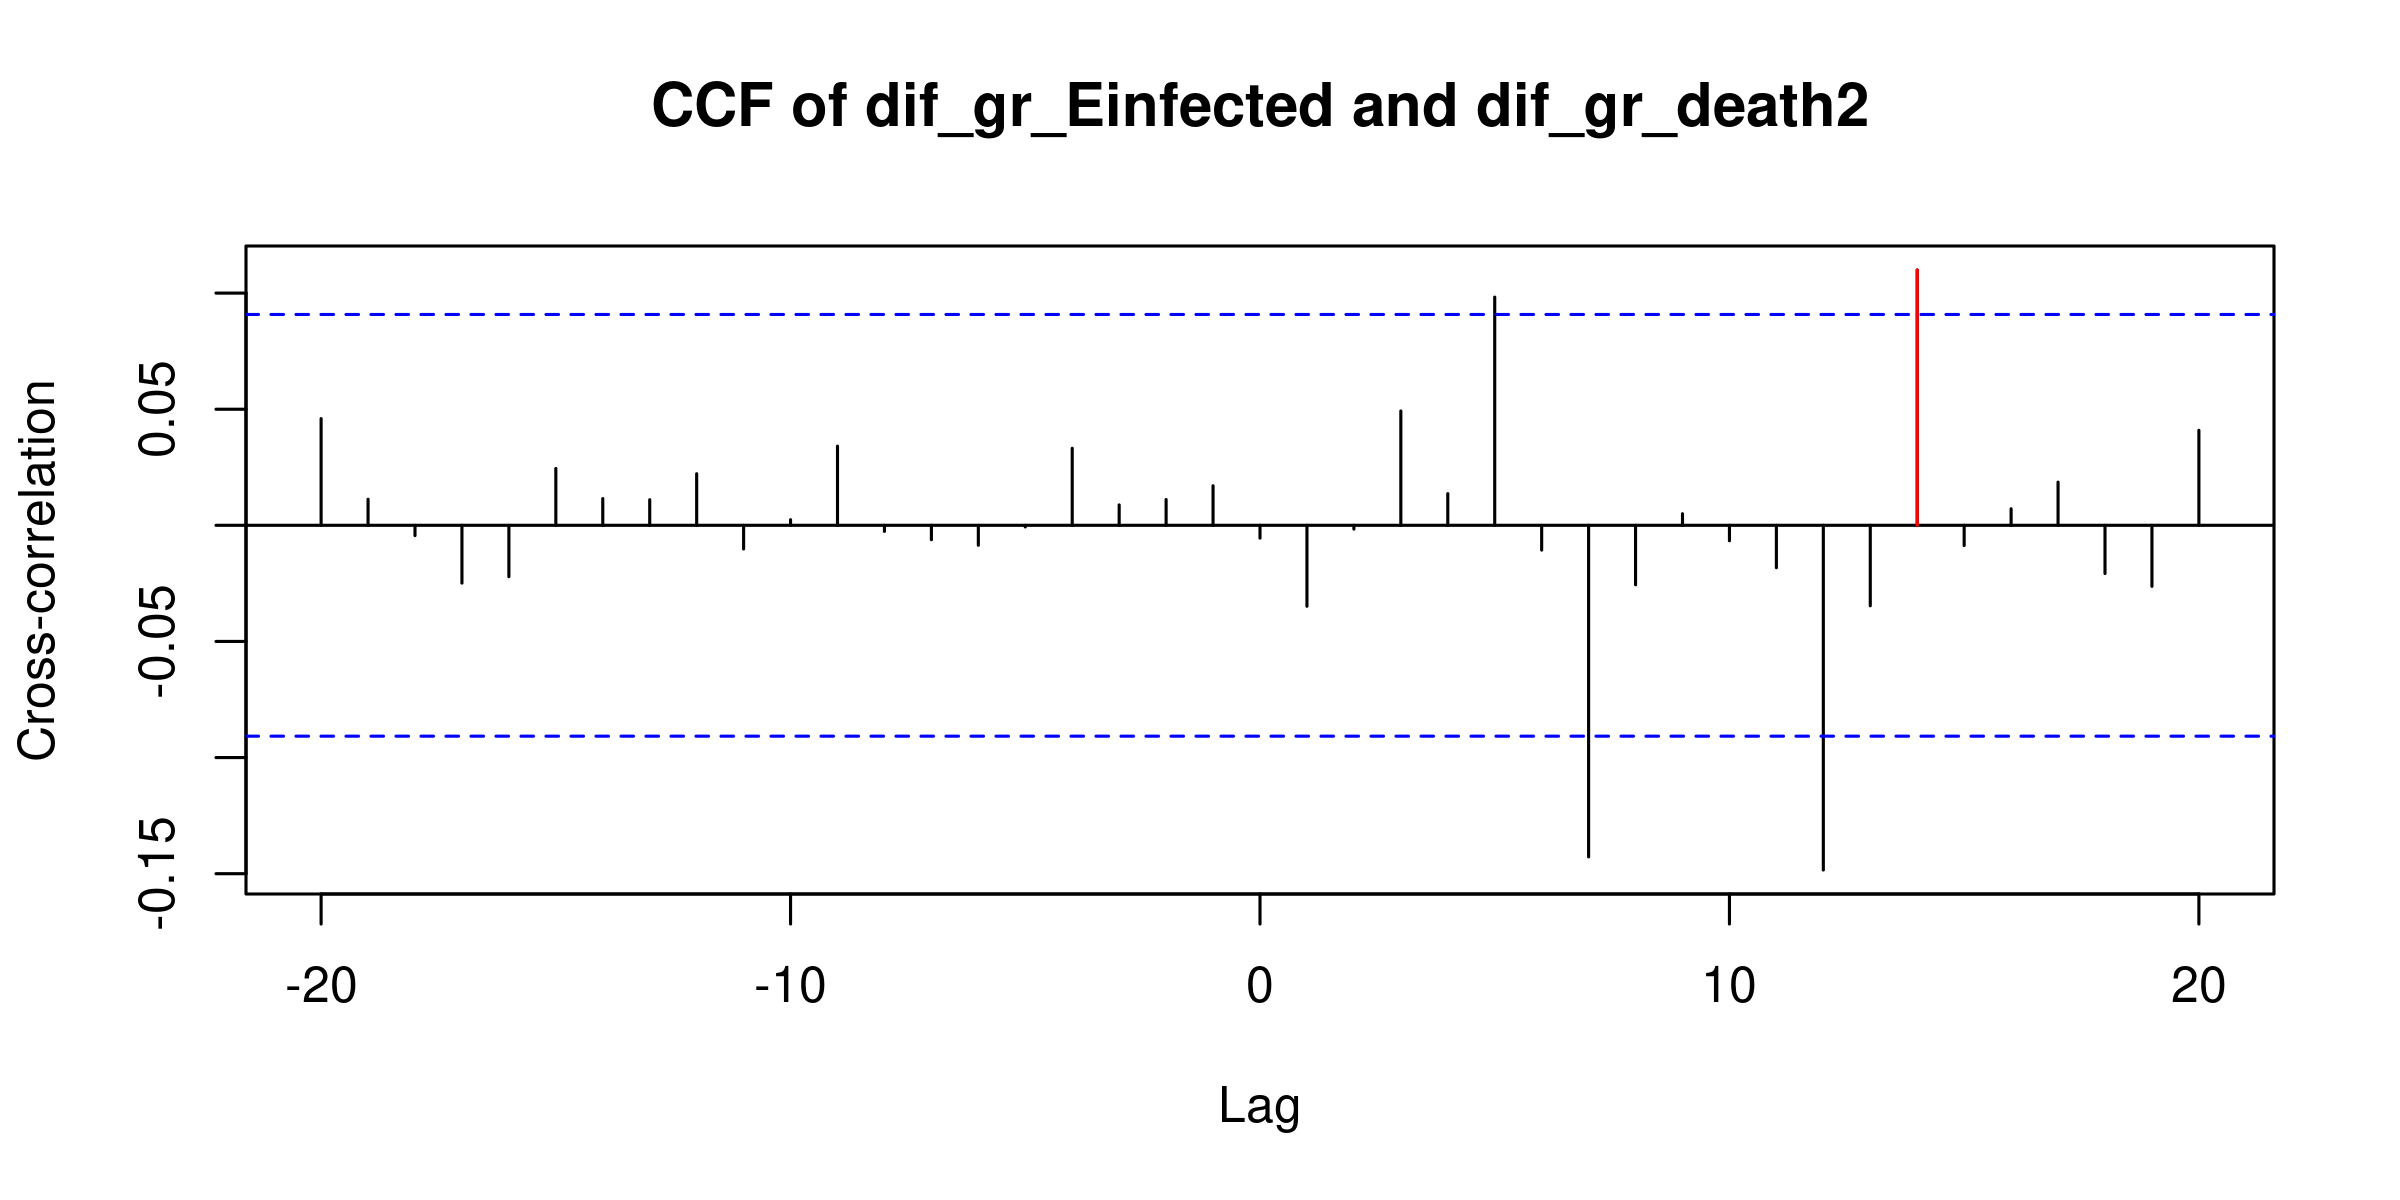 CCF of dif_gr_Einfected and dif_gr_death2
Cross-correlation
0.05
-0.05
-0.15
-20
-10
0
10
20
Lag